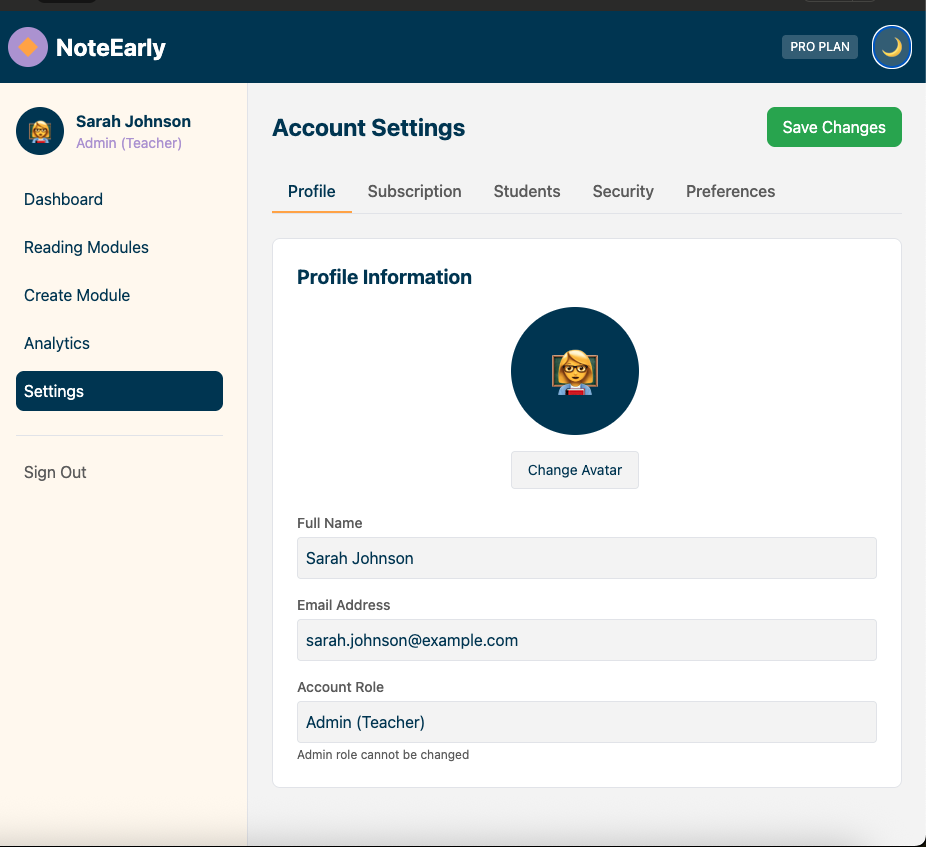 NoteEarly
PRO PLAN
Sarah Johnson
Admin (Teacher)
Dashboard
Reading Modules
Create Module
Analytics
Settings
Sign Out
Account Settings
Save Changes
Profile
Subscription
Students
Security
Preferences
Profile Information
Change Avatar
Full Name
Sarah Johnson
Email Address
sarah.johnson@example.com
Account Role
Admin (Teacher)
Admin role cannot be changed